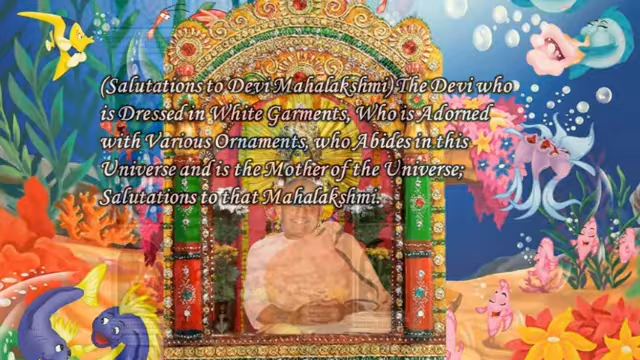 (Salutations to Devi Mahalakshmi) The Devi who
is Dressed in White Garments, Who is Adorned
with Various Ornaments, who Abides in this
Universe and is the Mother of the Universe;
Salutations to that Mahalakshmi.